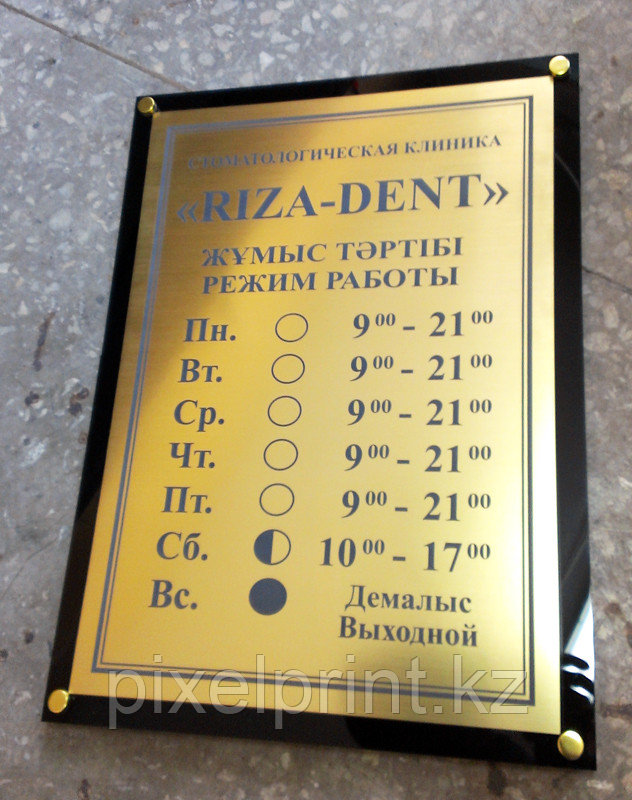 СТОМАТОЛОГИЧЕСКАЯ КЛИНИКА
«RIZA-DENT»
ЖҰМЫС ТӘРТІБІ
РЕЖИМ РАБОТЫ
Пн. 9⁰⁰ - 21⁰⁰
Вт. 9⁰⁰ - 21⁰⁰
Ср. 9⁰⁰ - 21⁰⁰
Чт. 9⁰⁰ - 21⁰⁰
Пт. 9⁰⁰ - 21⁰⁰
Сб. 10⁰⁰ - 17⁰⁰
Вс. Демалыс
Выходной
pixelprint.kz